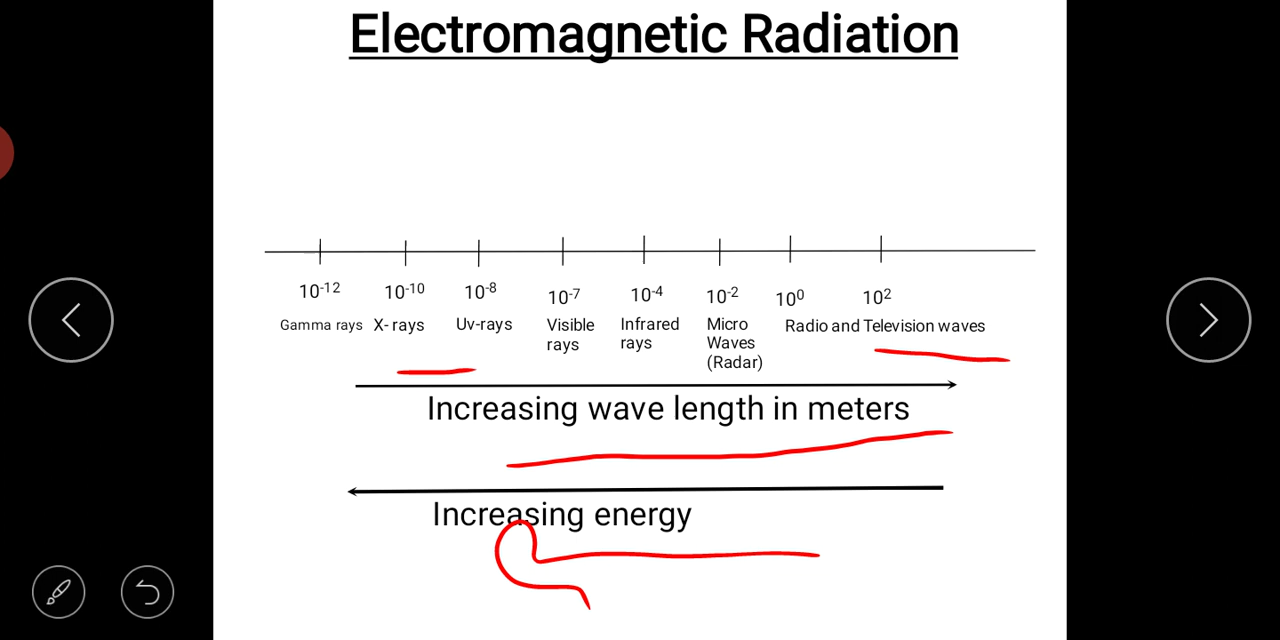 Electromagnetic Radiation
10-12 10-10 10-8 10-7 10-4 10-2 100 102
Gamma rays X- rays Uv-rays Visible rays Infrared rays Micro Waves (Radar) Radio and Television waves
Increasing wave length in meters
Increasing energy